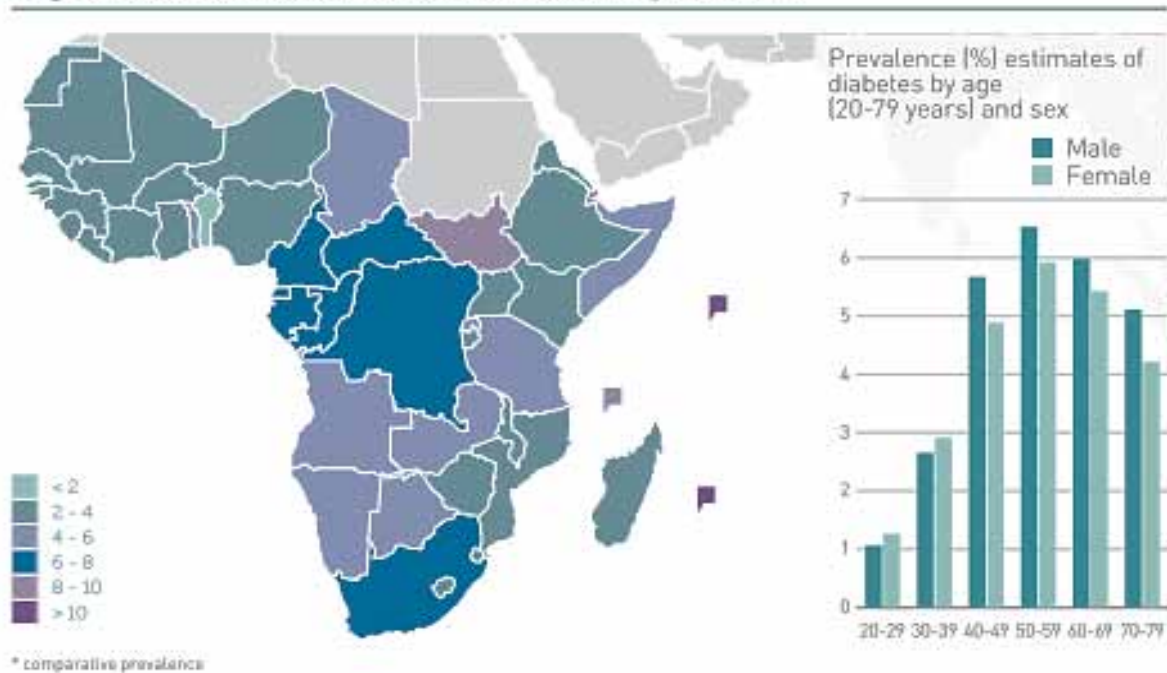 Prevalence (%) estimates of
diabetes by age
(20-79 years) and sex
Male
Female
7
6
5
4
3
2
1
0
20-29 30-39 40-49 50-59 60-69 70-79
< 2
2 - 4
4 - 6
6 - 8
8 - 10
> 10
* comparative prevalence